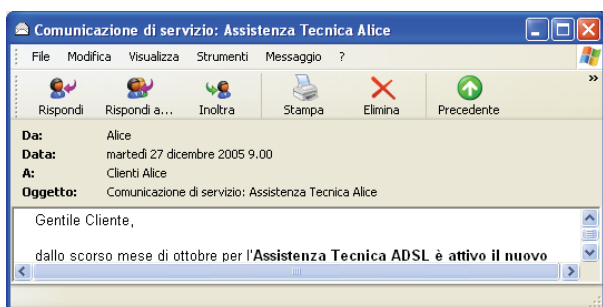 Comunicazione di servizio: Assistenza Tecnica Alice
File Modifica Visualizza Strumenti Messaggio ?
Rispondi Rispondi a... Inoltra Stampa Elimina Precedente »
Da: Alice
Data: martedì 27 dicembre 2005 9.00
A: Clienti Alice
Oggetto: Comunicazione di servizio: Assistenza Tecnica Alice
Gentile Cliente,
dallo scorso mese di ottobre per l'Assistenza Tecnica ADSL è attivo il nuovo